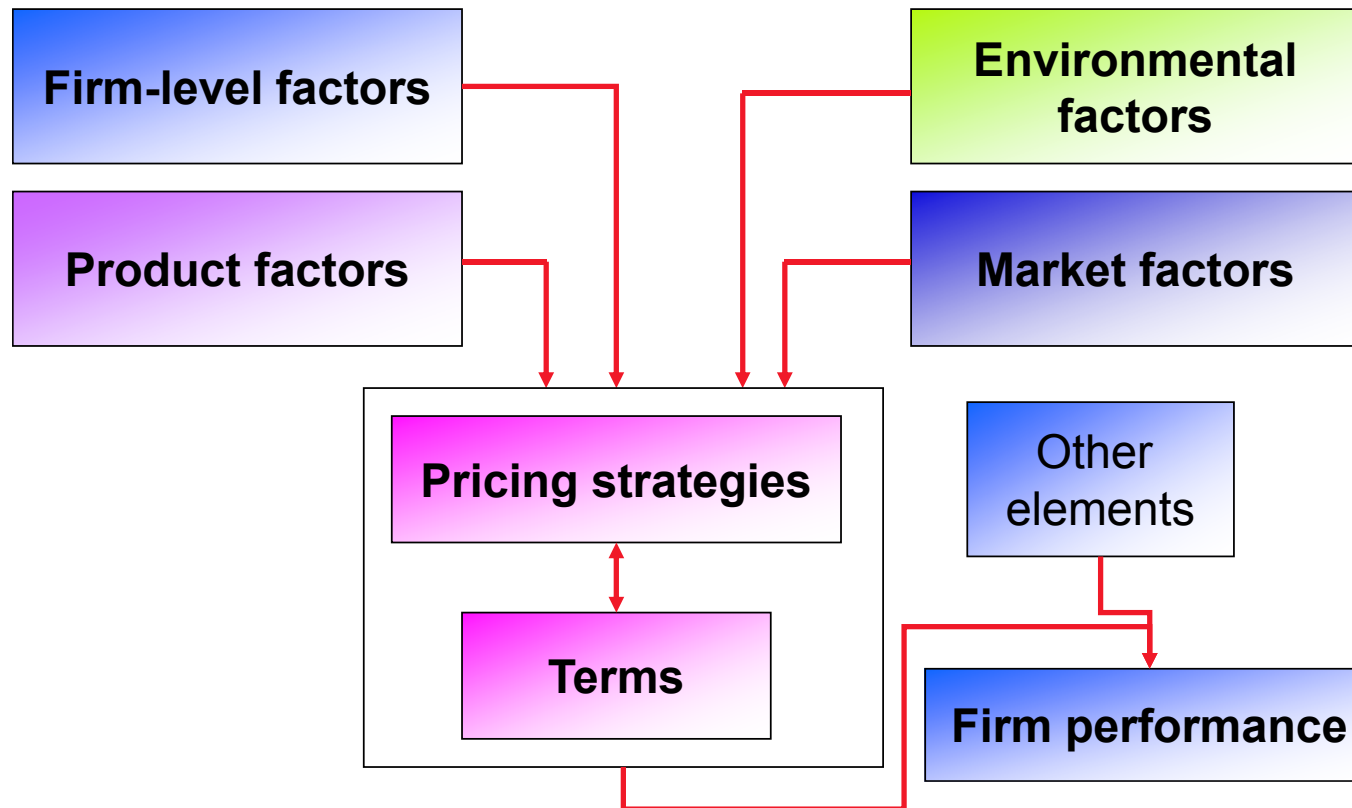 Firm-level factors
Environmental
factors
Product factors
Market factors
Pricing strategies
Other
elements
Terms
Firm performance